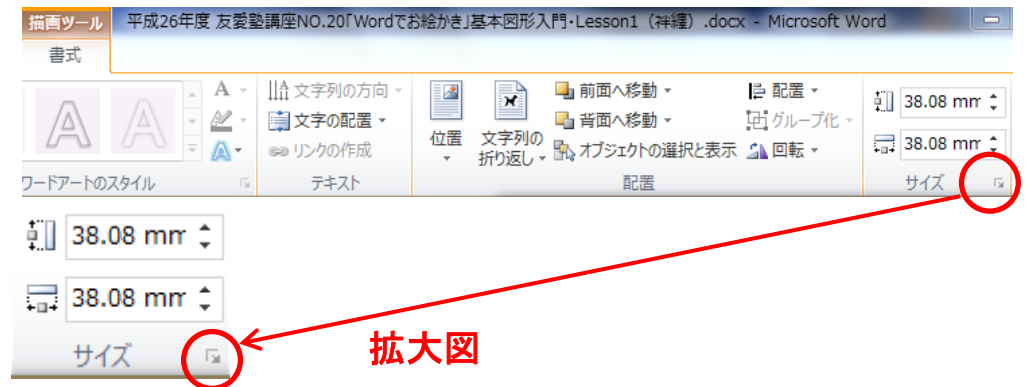 描画ツール 平成26年度 友愛塾講座NO.20「Wordでお絵かき」基本図形入門・Lesson1（袢纏）.docx - Microsoft Word
書式
A A A 文字列の方向 前面へ移動 配置 38.08 mm
文字の配置 位置 文字列の折り返し 背面へ移動 グループ化
A リンクの作成 オブジェクトの選択と表示 回転 38.08 mm
ワードアートのスタイル テキスト 配置 サイズ
38.08 mm
38.08 mm
サイズ
拡大図